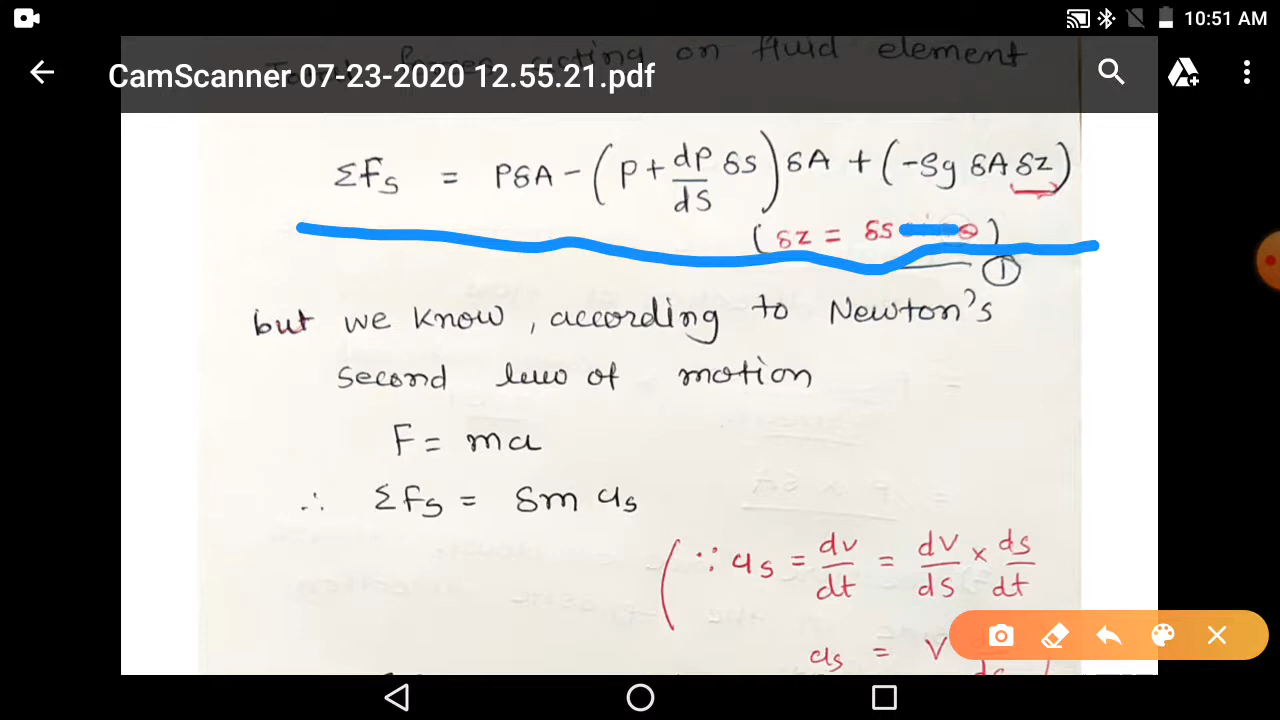 10:51 AM
CamScanner 07-23-2020 12.55.21.pdf
on fluid element
ΣFs = PδA - (P + dP/ds δs) δA + (-ρg δA δz)
(δz = δs θ)
①
but we know, according to Newton's
second law of motion
F = ma
∴ ΣFs = δm as
(∵ as = dv/dt = dv/ds × ds/dt
as = V